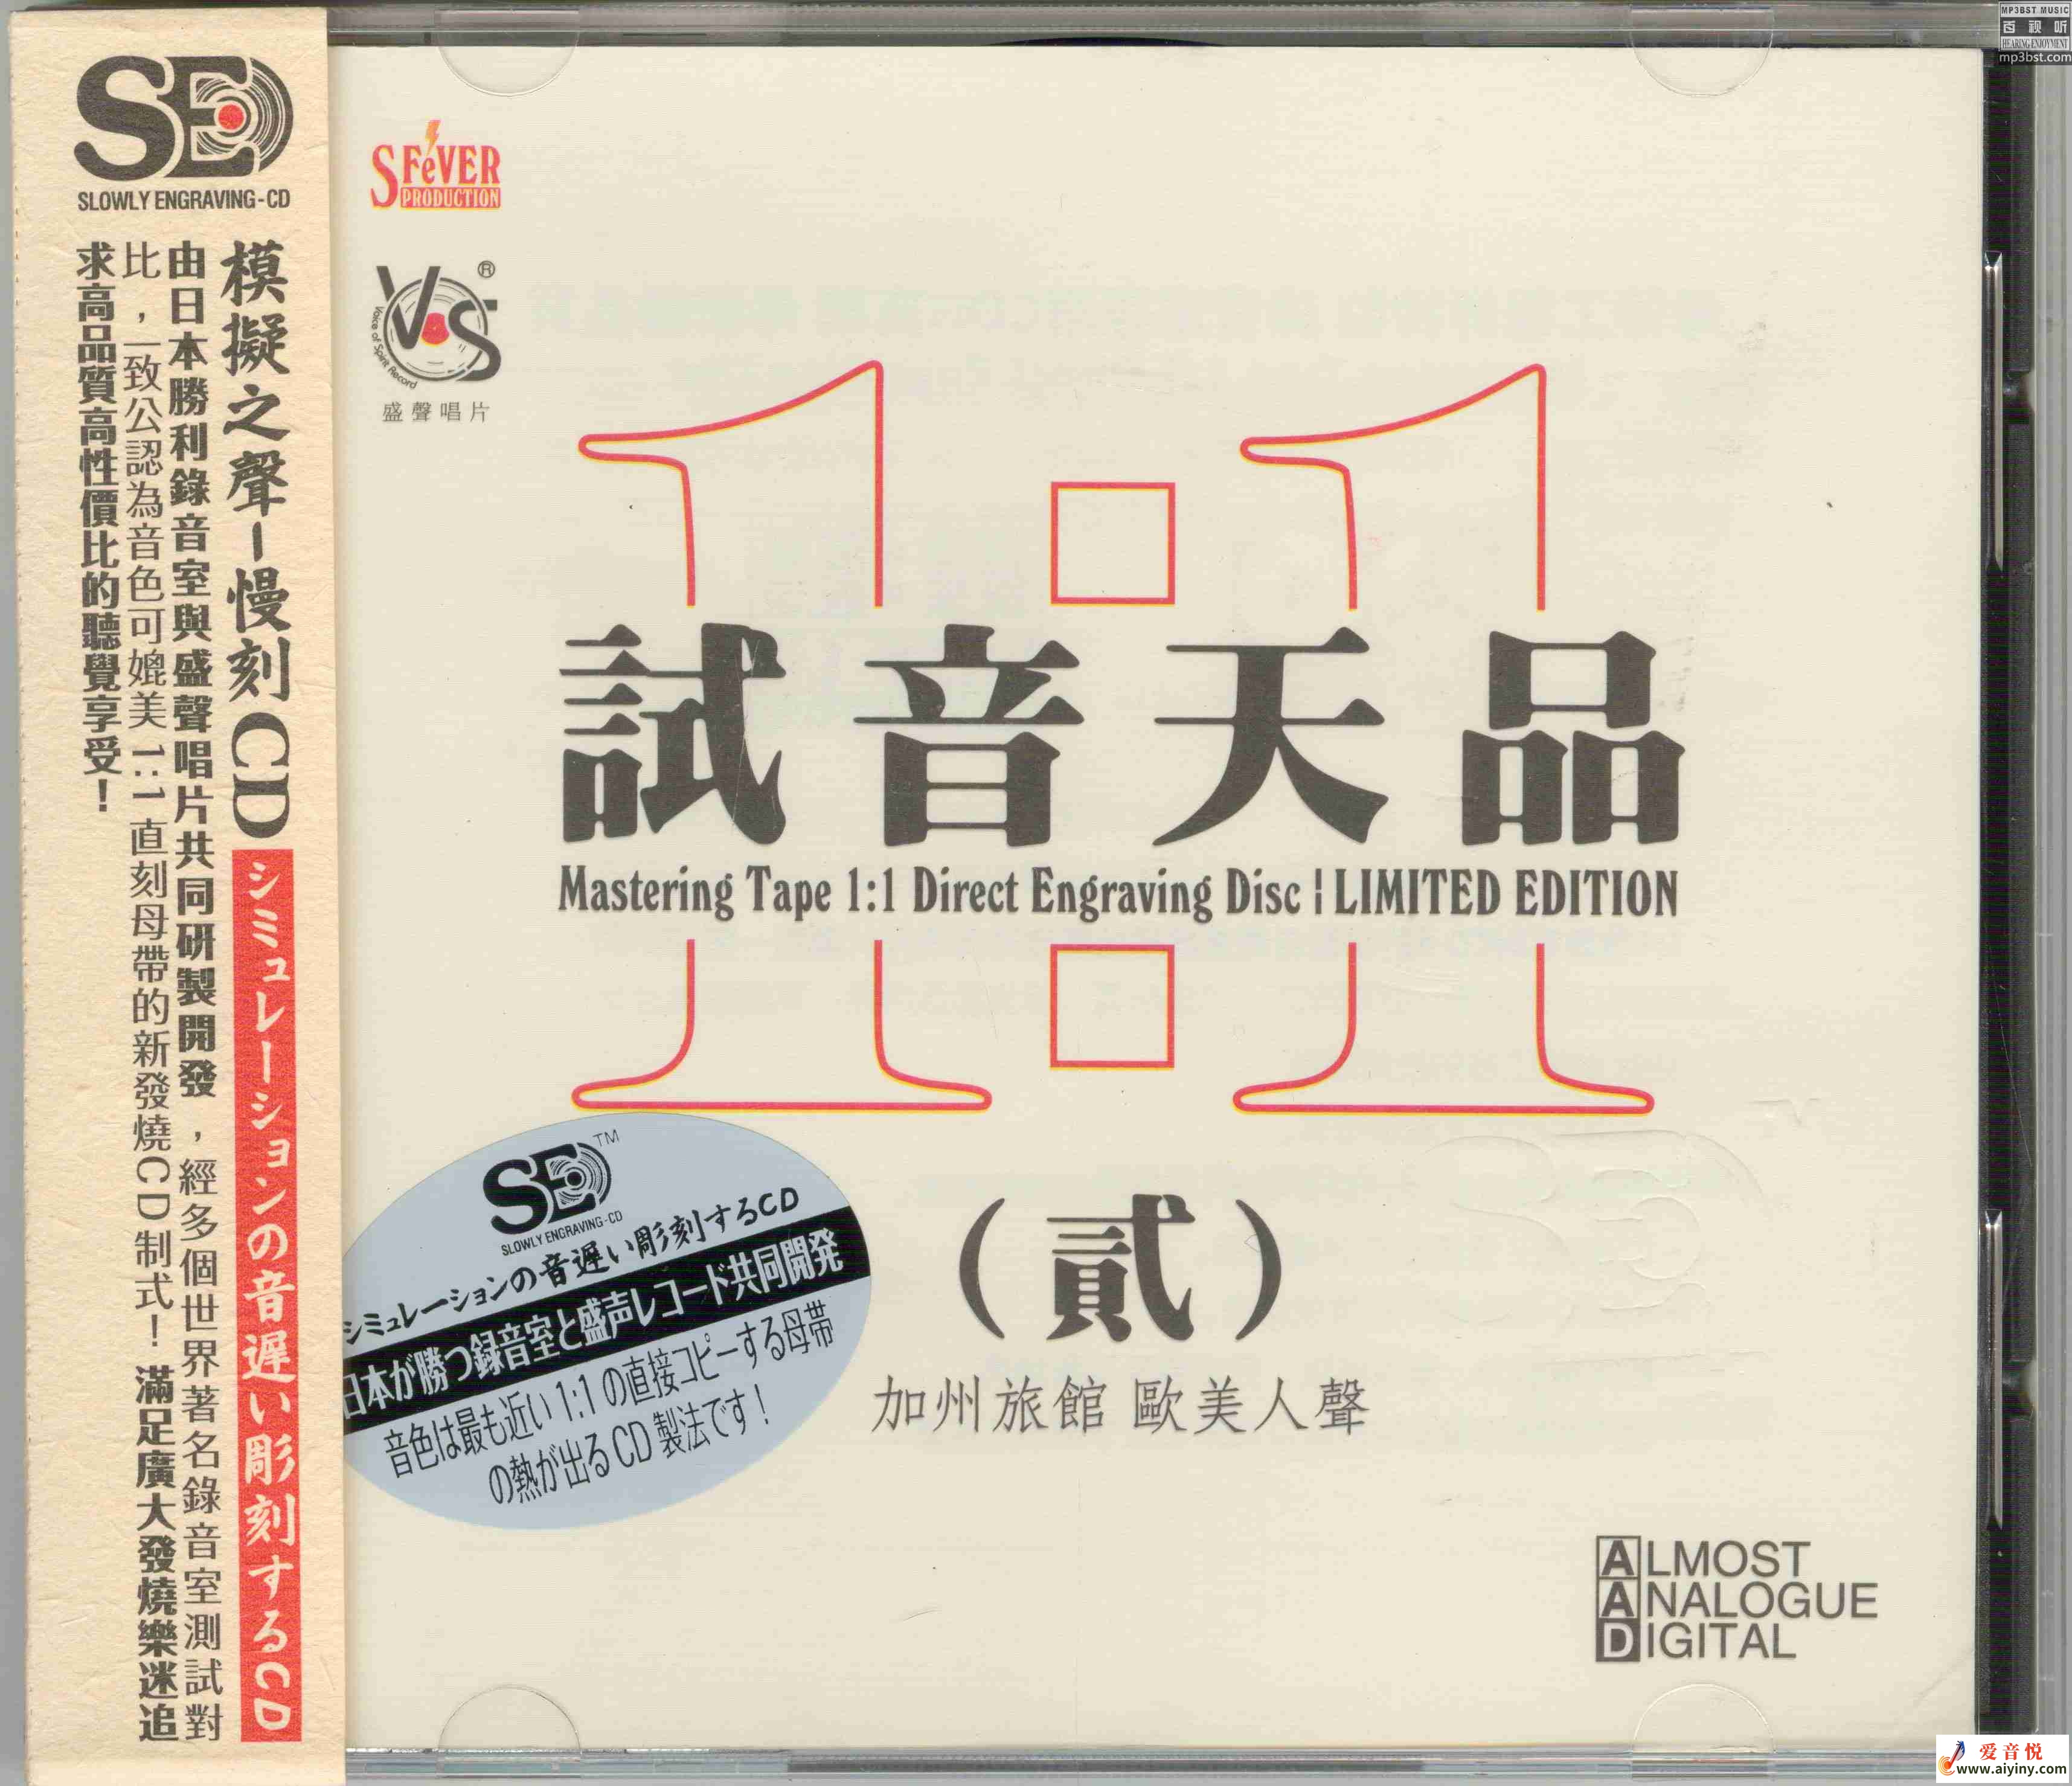 SE
SLOWLY ENGRAVING-CD
模擬之聲-慢刻CD シミュレーションの音遅い彫刻するCD
由日本勝利錄音室與盛聲唱片共同研製開發，經多個世界著名錄音室測試對
比，一致公認為音色可媲美1:1直刻母帶的新發燒CD制式！滿足廣大發燒樂迷追
求高品質高性價比的聽覺享受！
SFeVER
PRODUCTION
VS®
Voice of Spirit Record
盛聲唱片
1:1
試音天品
Mastering Tape 1:1 Direct Engraving Disc | LIMITED EDITION
（貳）
加州旅館 歐美人聲
SE™
SLOWLY ENGRAVING-CD
シミュレーションの音遅い彫刻するCD
日本が勝つ録音室と盛声レコード共同開発
音色は最も近い1:1の直接コピーする母帯
の熱が出るCD製法です！
ALMOST
ANALOGUE
DIGITAL
MP3BST MUSIC
百视听
HEARING ENJOYMENT
mp3bst.com
爱音悦
www.aiyiny.com